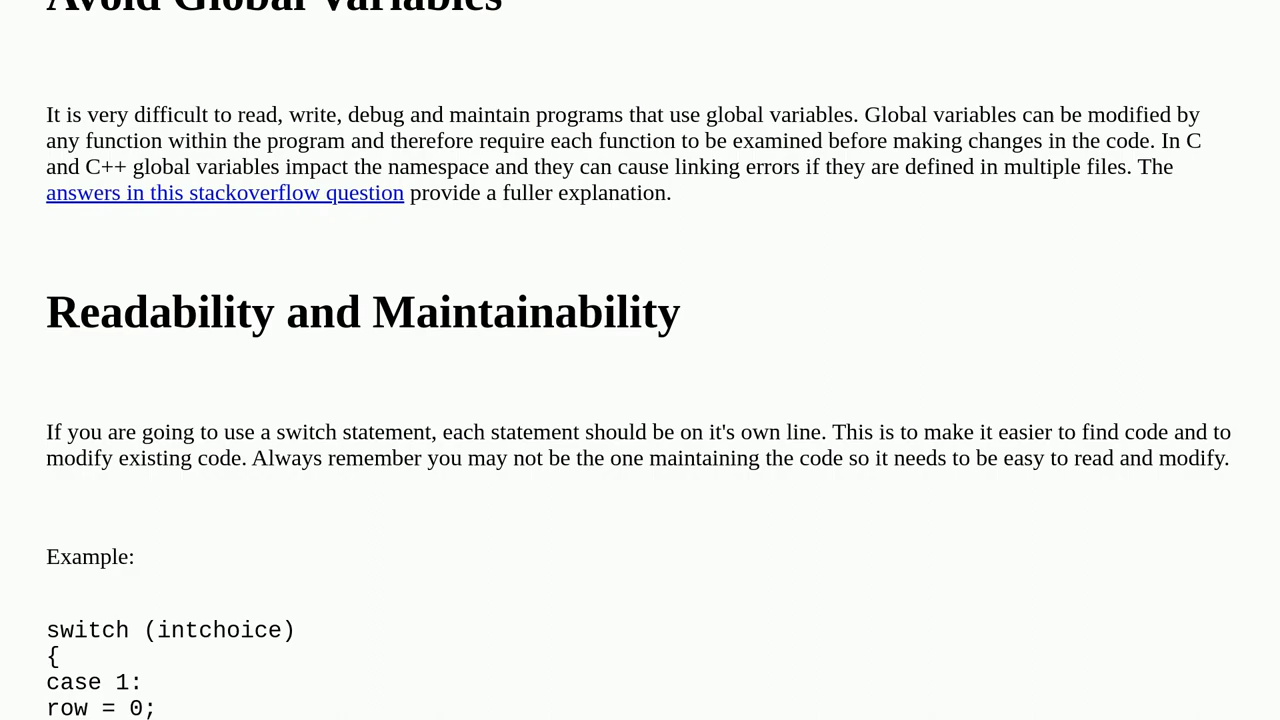 Avoid Global Variables
It is very difficult to read, write, debug and maintain programs that use global variables. Global variables can be modified by
any function within the program and therefore require each function to be examined before making changes in the code. In C
and C++ global variables impact the namespace and they can cause linking errors if they are defined in multiple files. The
answers in this stackoverflow question provide a fuller explanation.
Readability and Maintainability
If you are going to use a switch statement, each statement should be on it's own line. This is to make it easier to find code and to
modify existing code. Always remember you may not be the one maintaining the code so it needs to be easy to read and modify.
Example:
switch (intchoice)
{
case 1:
row = 0;